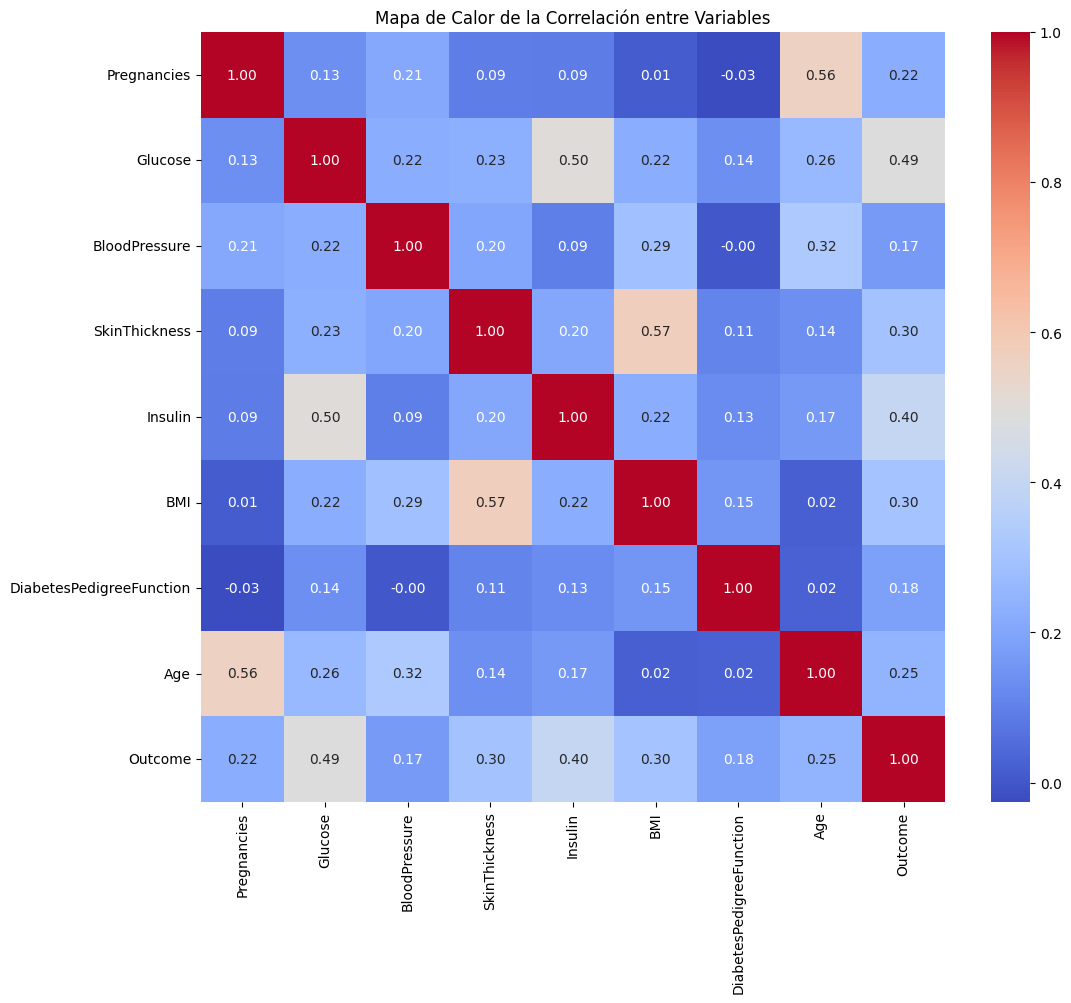 Mapa de Calor de la Correlación entre Variables
Pregnancies 1.00 0.13 0.21 0.09 0.09 0.01 -0.03 0.56 0.22
Glucose 0.13 1.00 0.22 0.23 0.50 0.22 0.14 0.26 0.49
BloodPressure 0.21 0.22 1.00 0.20 0.09 0.29 -0.00 0.32 0.17
SkinThickness 0.09 0.23 0.20 1.00 0.20 0.57 0.11 0.14 0.30
Insulin 0.09 0.50 0.09 0.20 1.00 0.22 0.13 0.17 0.40
BMI 0.01 0.22 0.29 0.57 0.22 1.00 0.15 0.02 0.30
DiabetesPedigreeFunction -0.03 0.14 -0.00 0.11 0.13 0.15 1.00 0.02 0.18
Age 0.56 0.26 0.32 0.14 0.17 0.02 0.02 1.00 0.25
Outcome 0.22 0.49 0.17 0.30 0.40 0.30 0.18 0.25 1.00
Pregnancies
Glucose
BloodPressure
SkinThickness
Insulin
BMI
DiabetesPedigreeFunction
Age
Outcome
1.0
0.8
0.6
0.4
0.2
0.0